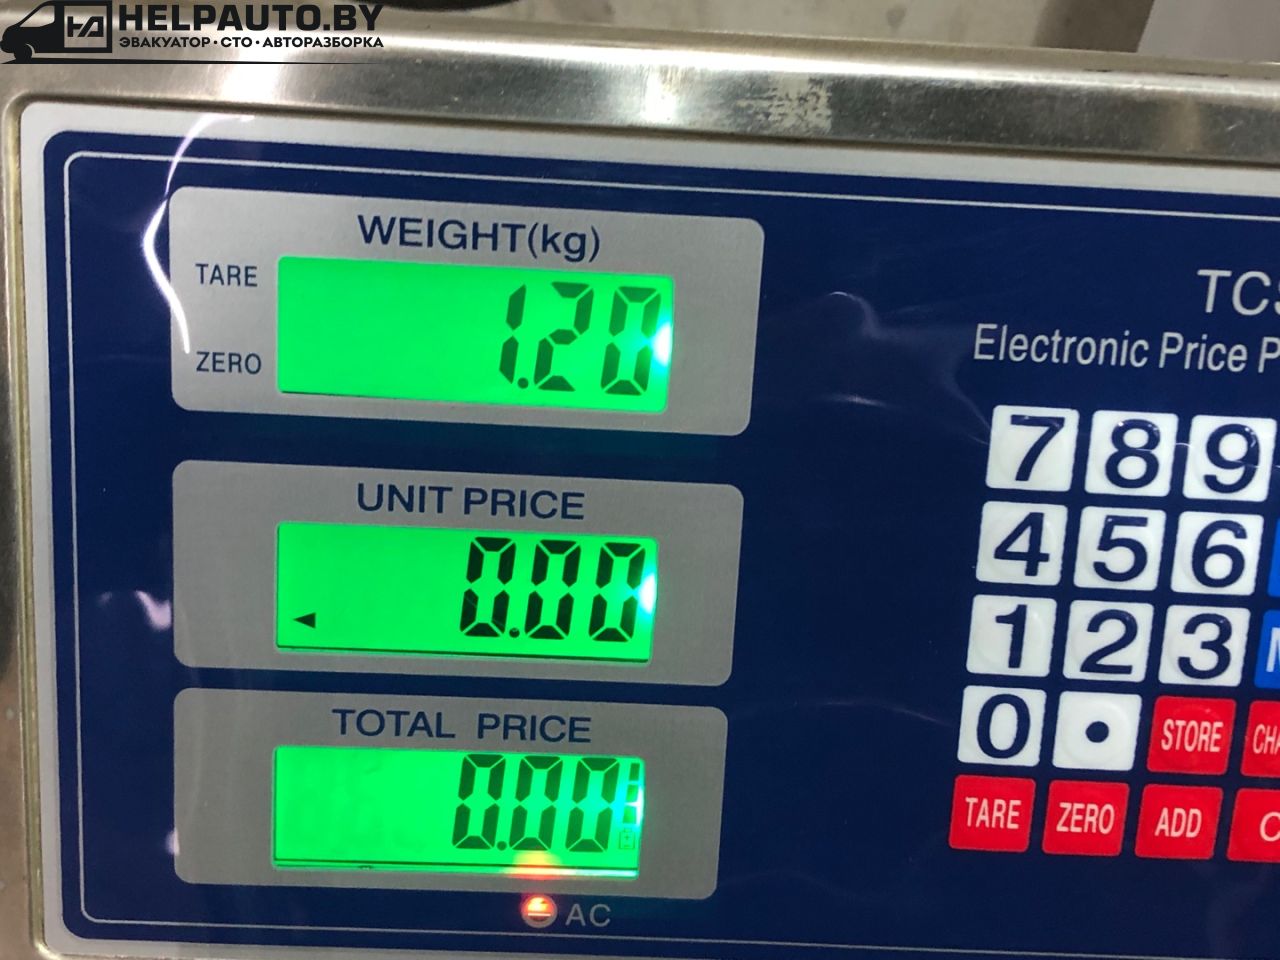 HELPAUTO.BY
ЭВАКУАТОР · СТО · АВТОРАЗБОРКА
WEIGHT(kg)
TARE
1.20
ZERO
UNIT PRICE
0.00
TOTAL PRICE
0.00
AC
Electronic Price P
7 8 9
4 5 6
1 2 3
0 • STORE
TARE ZERO ADD